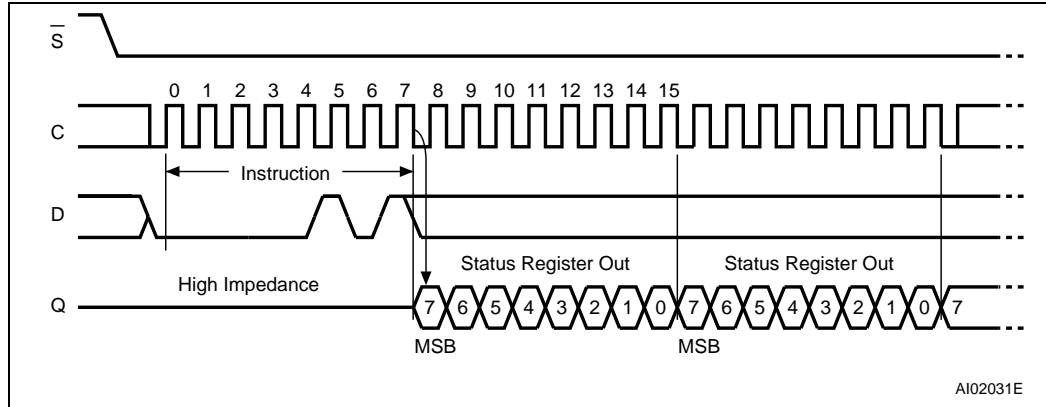 S
0 1 2 3 4 5 6 7 8 9 10 11 12 13 14 15
C
Instruction
D
Status Register Out Status Register Out
High Impedance
Q 7 6 5 4 3 2 1 0 7 6 5 4 3 2 1 0 7
MSB MSB
AI02031E